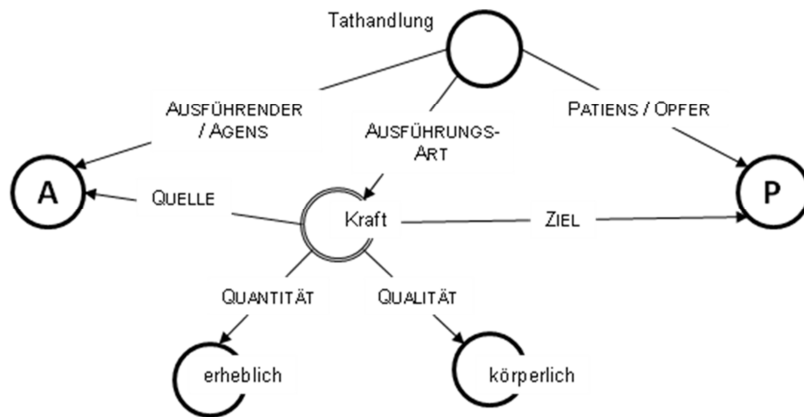 Tathandlung
AUSFÜHRENDER
/ AGENS
AUSFÜHRUNGS-
ART
PATIENS / OPFER
A
QUELLE
Kraft
ZIEL
P
QUANTITÄT
QUALITÄT
erheblich
körperlich